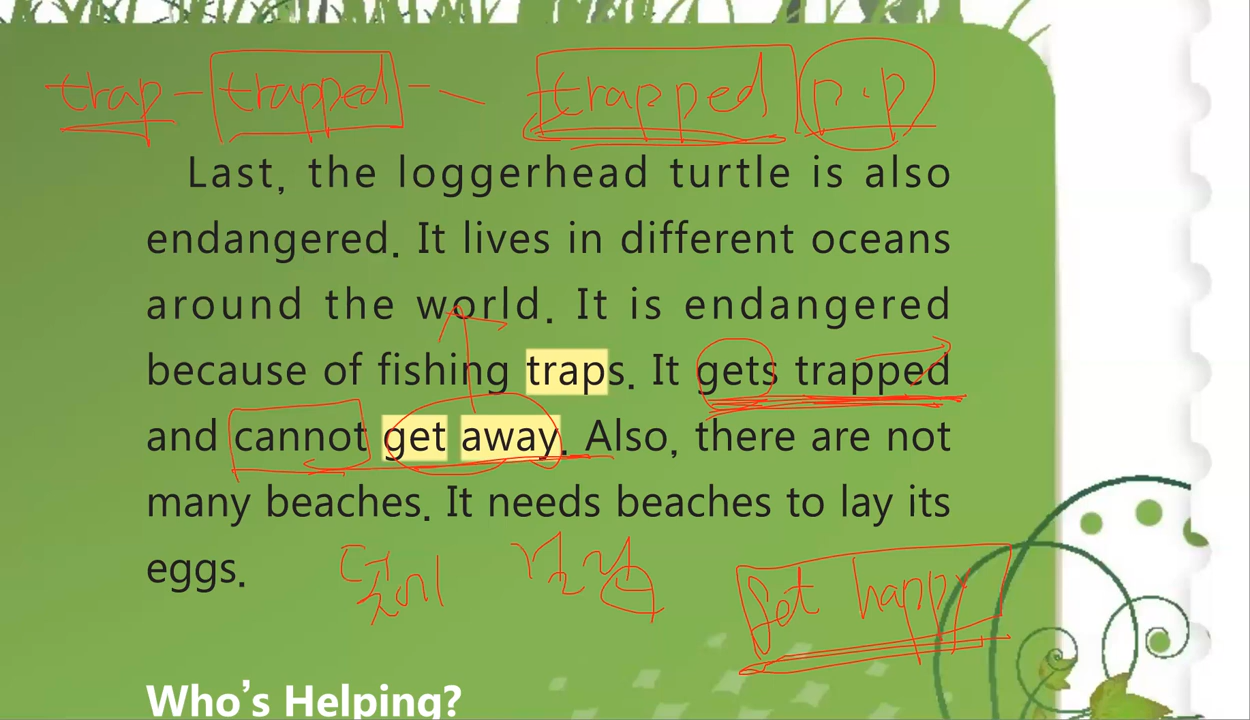 trap - trapped - trapped p.p
Last, the loggerhead turtle is also
endangered. It lives in different oceans
around the world. It is endangered
because of fishing traps. It gets trapped
and cannot get away. Also, there are not
many beaches. It needs beaches to lay its
eggs.
덫에
get happy
Who's Helping?